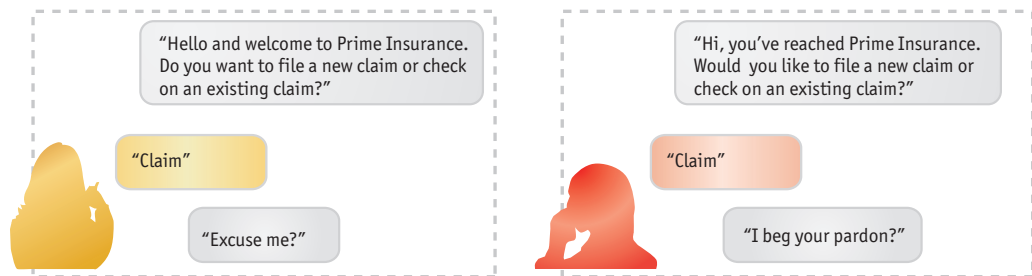 “Hello and welcome to Prime Insurance.
Do you want to file a new claim or check
on an existing claim?”
“Claim”
“Excuse me?”
“Hi, you’ve reached Prime Insurance.
Would you like to file a new claim or
check on an existing claim?”
“Claim”
“I beg your pardon?”